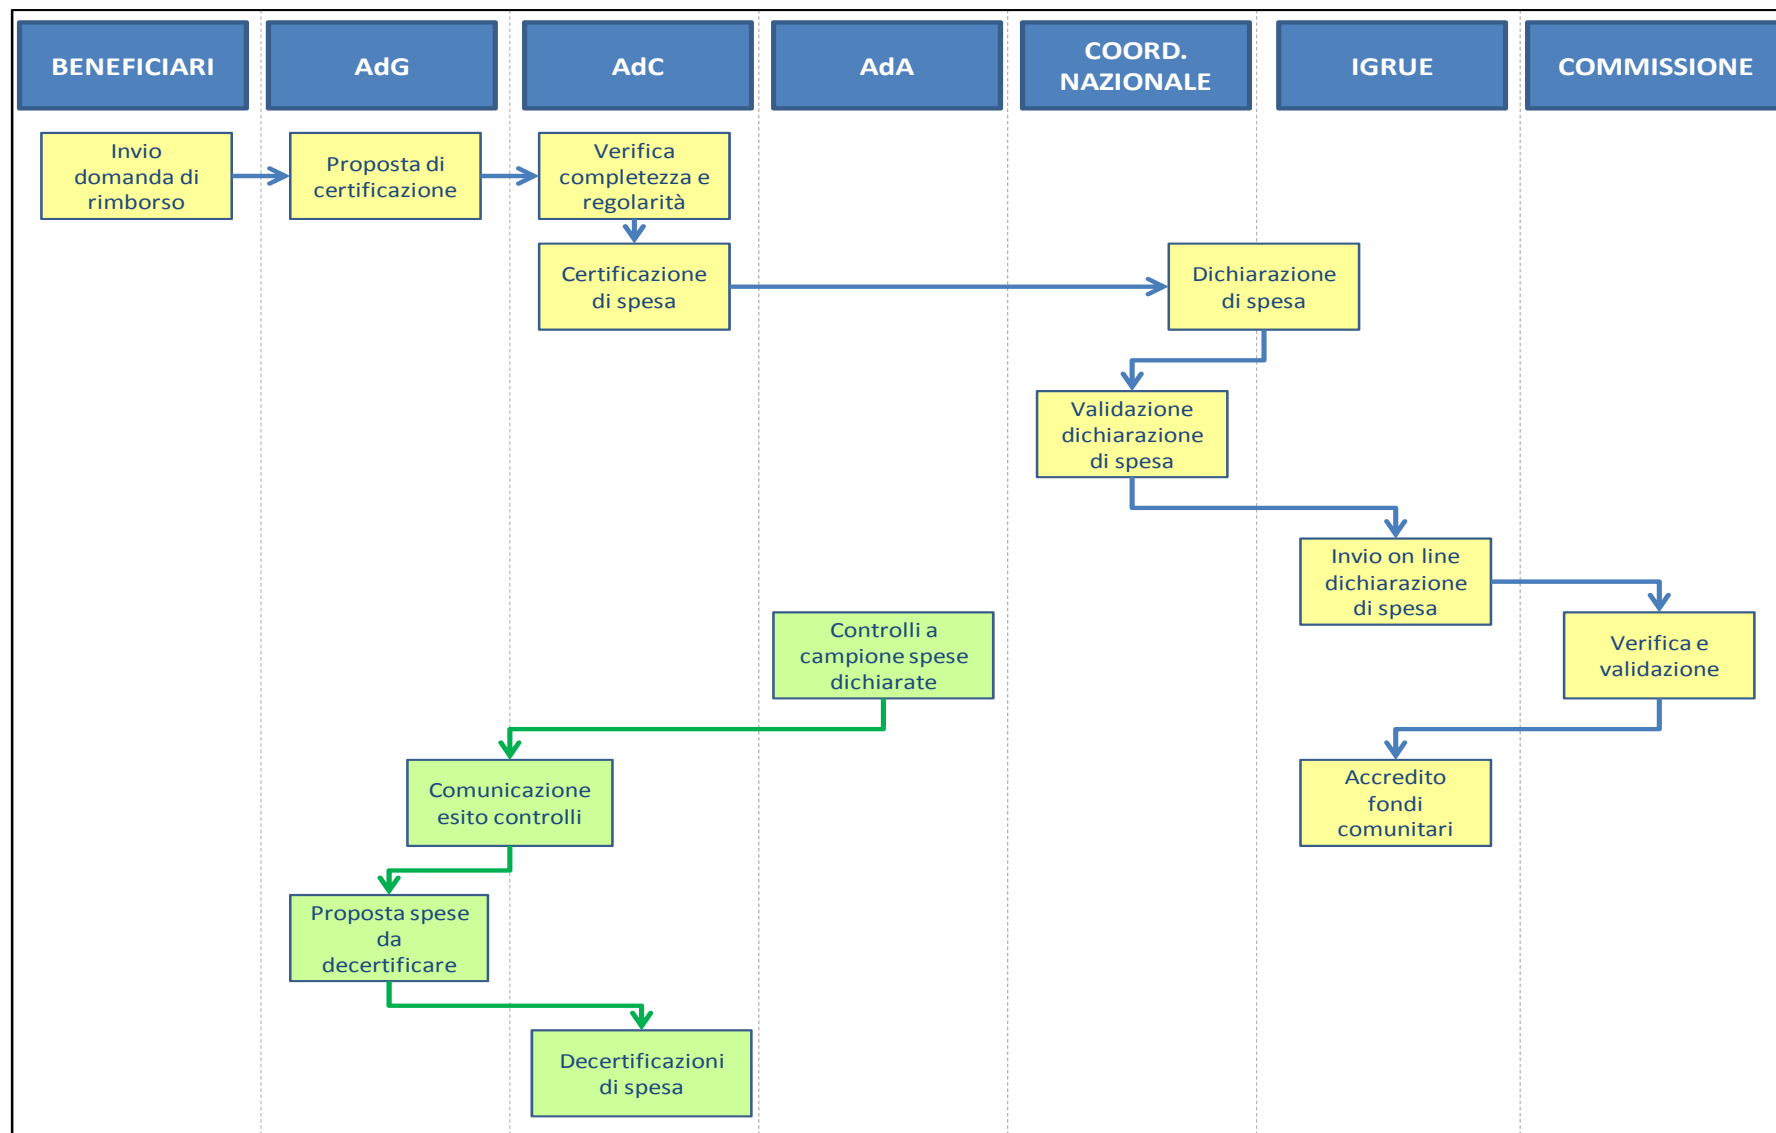 BENEFICIARI
AdG
AdC
AdA
COORD.
NAZIONALE
IGRUE
COMMISSIONE
Invio
domanda di
rimborso
Proposta di
certificazione
Verifica
completezza e
regolarità
Certificazione
di spesa
Dichiarazione
di spesa
Validazione
dichiarazione
di spesa
Invio on line
dichiarazione
di spesa
Controlli a
campione spese
dichiarate
Verifica e
validazione
Comunicazione
esito controlli
Accredito
fondi
comunitari
Proposta spese
da
decertificare
Decertificazioni
di spesa